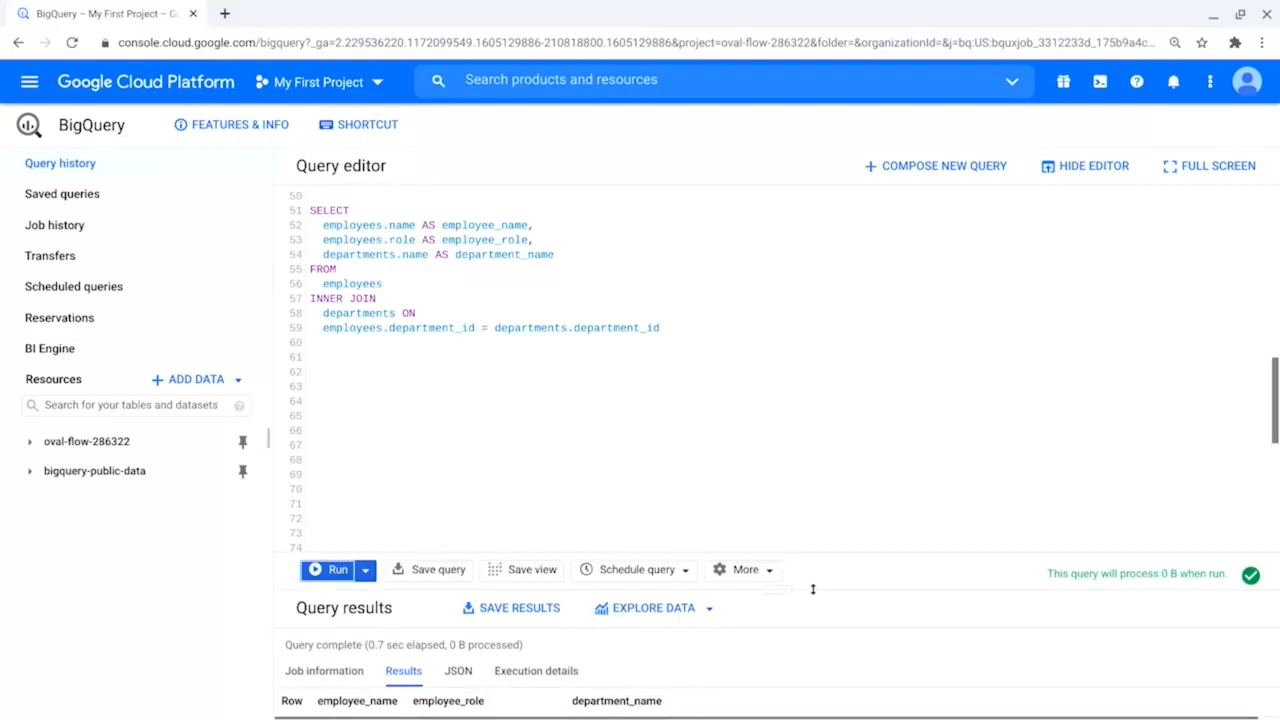 BigQuery – My First Project – Go
console.cloud.google.com/bigquery?_ga=2.229536220.1172099549.1605129886-210818800.1605129886&project=oval-flow-286322&folder=&organizationId=&j=bq:US:bquxjob_3312233d_175b9a4c...
Google Cloud Platform My First Project Search products and resources
BigQuery FEATURES & INFO SHORTCUT
Query history
Saved queries
Job history
Transfers
Scheduled queries
Reservations
BI Engine
Resources ADD DATA
Search for your tables and datasets
oval-flow-286322
bigquery-public-data
Query editor COMPOSE NEW QUERY HIDE EDITOR FULL SCREEN
50
51 SELECT
52 employees.name AS employee_name,
53 employees.role AS employee_role,
54 departments.name AS department_name
55 FROM
56 employees
57 INNER JOIN
58 departments ON
59 employees.department_id = departments.department_id
60
61
62
63
64
65
66
67
68
69
70
71
72
73
74
Run Save query Save view Schedule query More This query will process 0 B when run.
Query results SAVE RESULTS EXPLORE DATA
Query complete (0.7 sec elapsed, 0 B processed)
Job information Results JSON Execution details
Row employee_name employee_role department_name